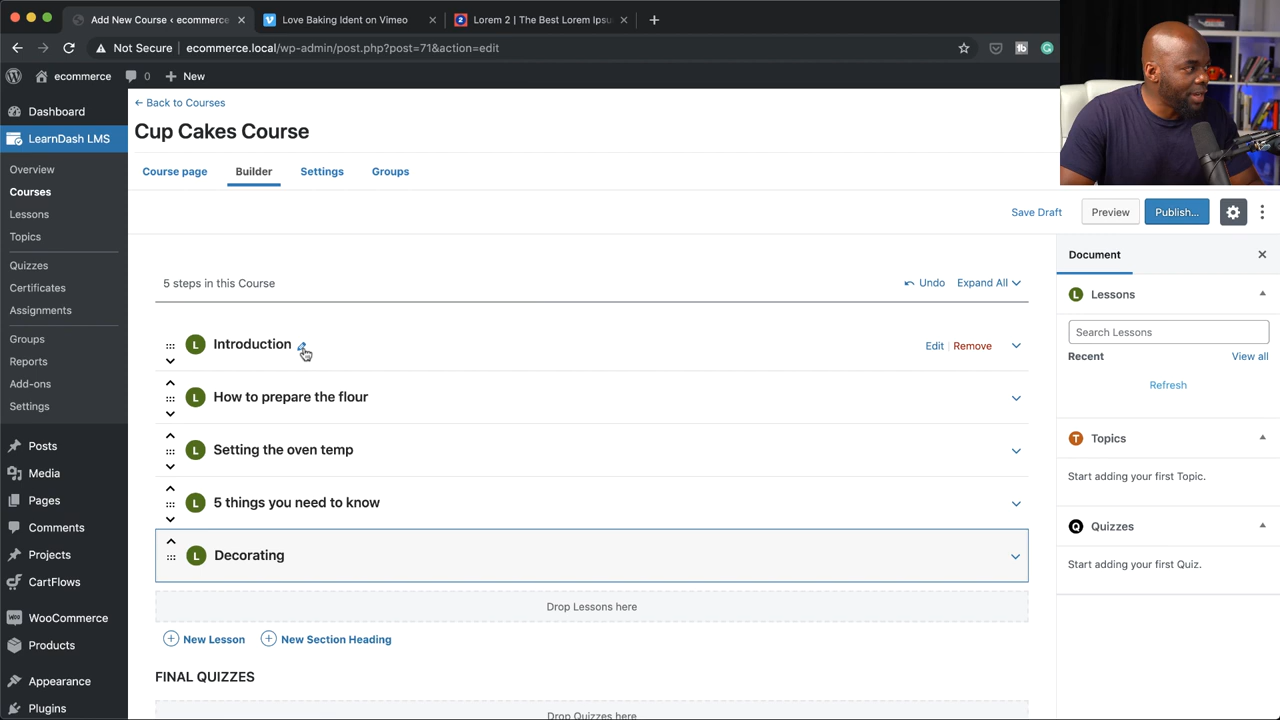 Add New Course ‹ ecommerce
Love Baking Ident on Vimeo
Lorem 2 | The Best Lorem Ipsu
Not Secure | ecommerce.local/wp-admin/post.php?post=71&action=edit
ecommerce 0 New
Dashboard
LearnDash LMS
Overview
Courses
Lessons
Topics
Quizzes
Certificates
Assignments
Groups
Reports
Add-ons
Settings
Posts
Media
Pages
Comments
Projects
CartFlows
WooCommerce
Products
Appearance
Plugins
← Back to Courses
Cup Cakes Course
Course page Builder Settings Groups
Save Draft Preview Publish...
5 steps in this Course
Undo Expand All
L Introduction Edit | Remove
L How to prepare the flour
L Setting the oven temp
L 5 things you need to know
L Decorating
Drop Lessons here
New Lesson New Section Heading
FINAL QUIZZES
Drop Quizzes here
Document
L Lessons
Search Lessons
Recent View all
Refresh
T Topics
Start adding your first Topic.
Q Quizzes
Start adding your first Quiz.